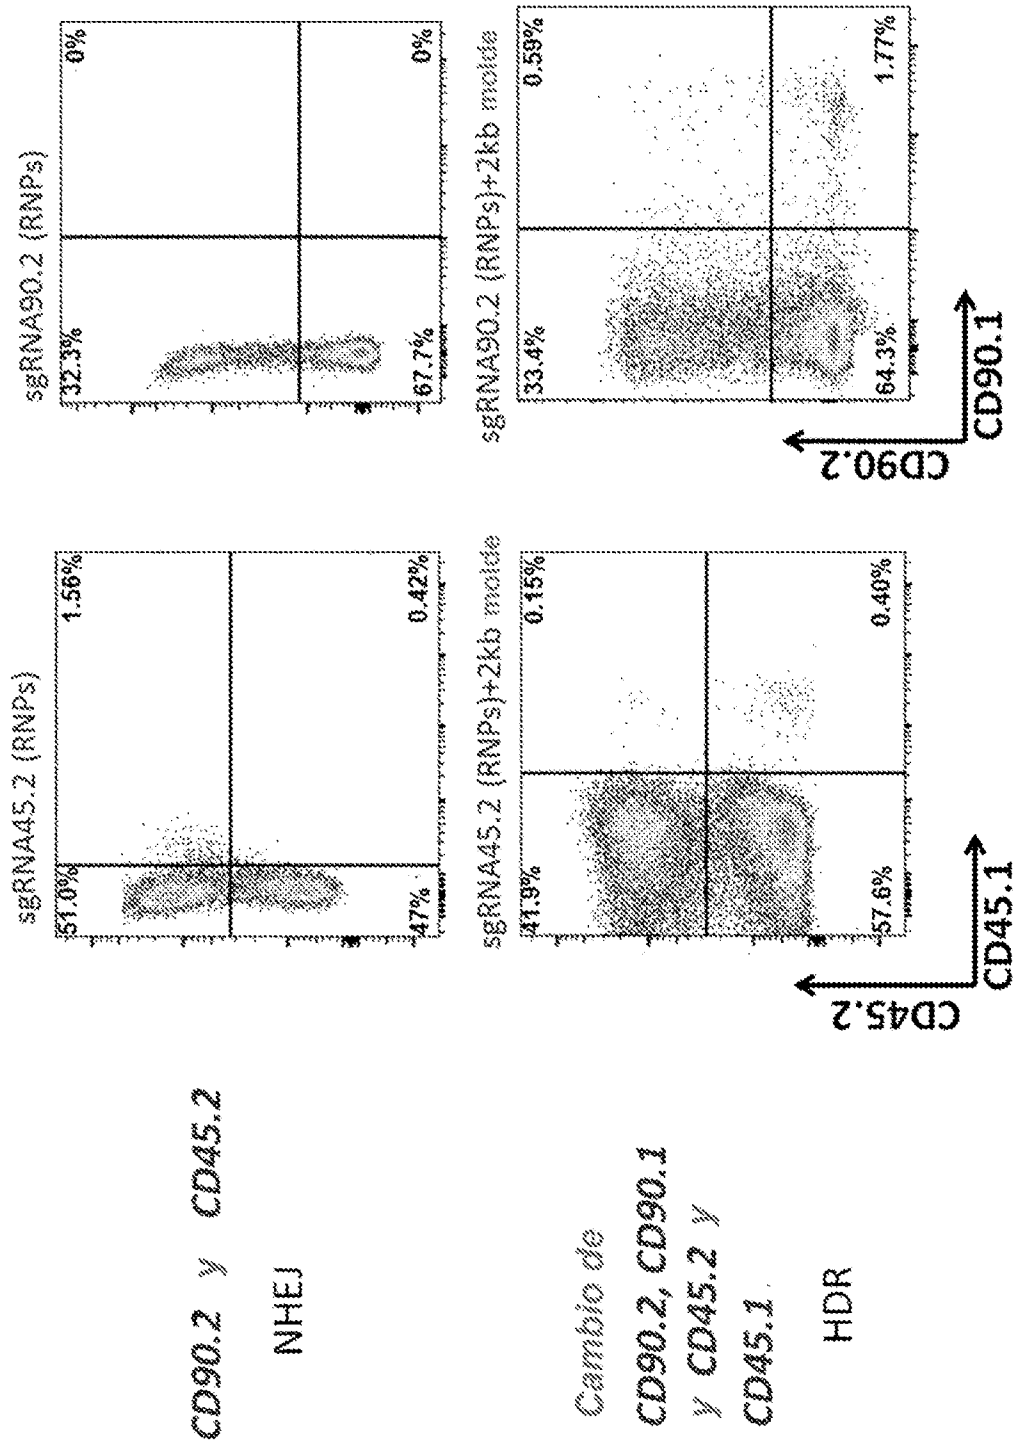 CD90.2 y CD45.2
NHEJ
sgRNA45.2 (RNPs)
51.0%
1.56%
47%
0.42%
sgRNA90.2 (RNPs)
32.3%
0%
67.7%
0%
Cambio de
CD90.2, CD90.1
y CD45.2 y
CD45.1.
HDR
sgRNA45.2 (RNPs)+2kb molde
41.9%
0.15%
57.6%
0.40%
CD45.2
CD45.1
sgRNA90.2 (RNPs)+2kb molde
33.4%
0.59%
64.3%
1.77%
CD90.2
CD90.1